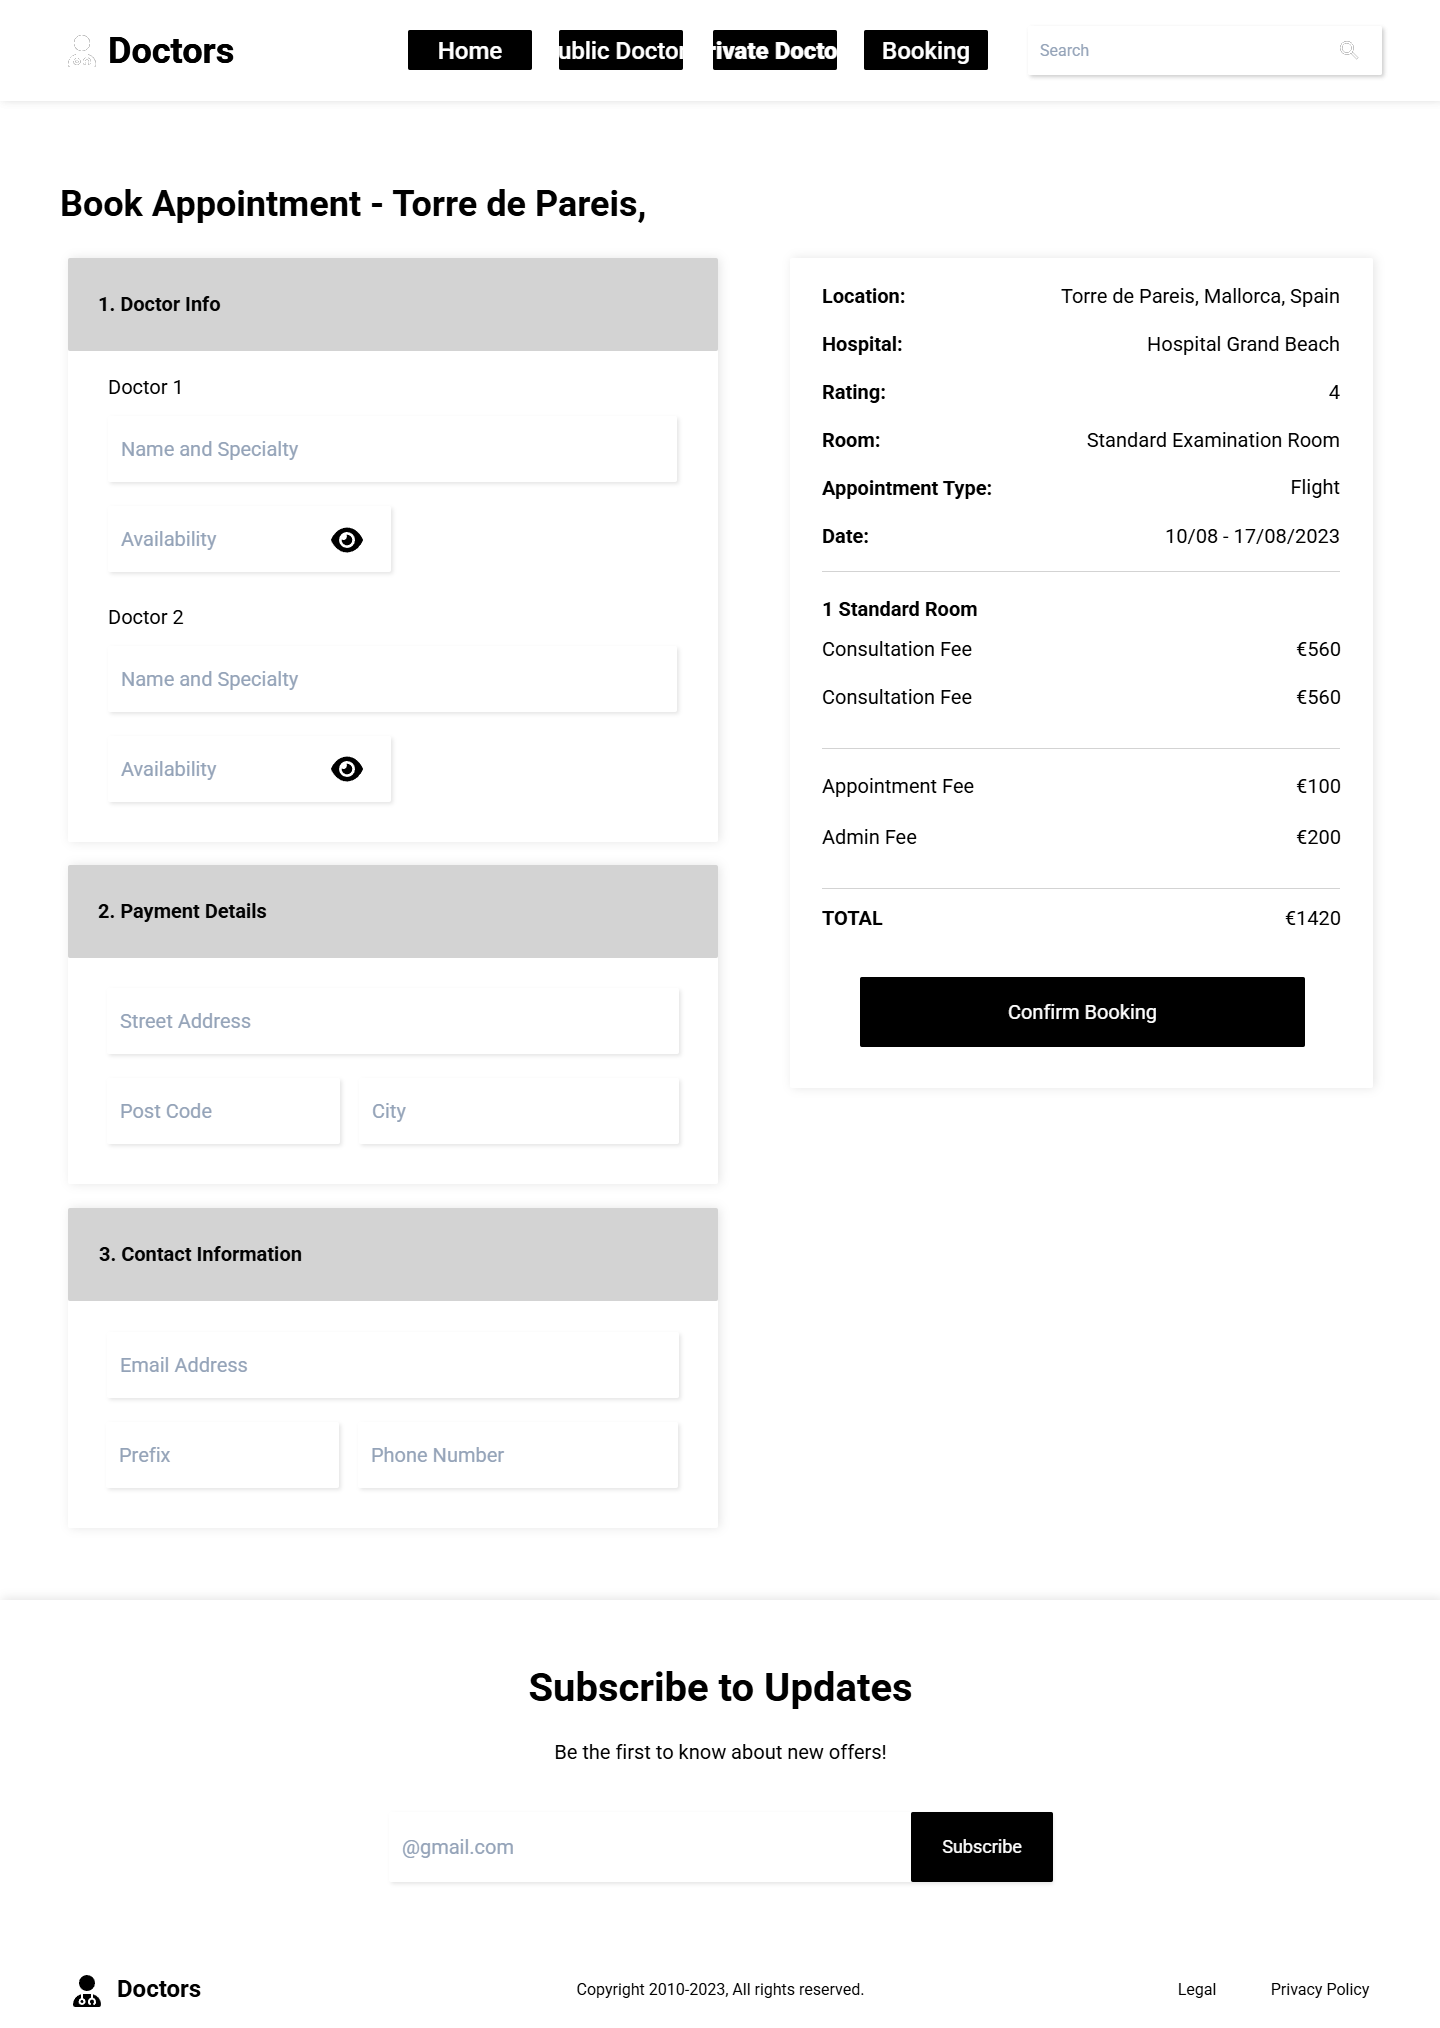 Doctors
Home
ublic Doctor
rivate Docto
Booking
Search
Book Appointment - Torre de Pareis,
1. Doctor Info
Doctor 1
Name and Specialty
Availability
Doctor 2
Name and Specialty
Availability
2. Payment Details
Street Address
Post Code
City
3. Contact Information
Email Address
Prefix
Phone Number
Location: Torre de Pareis, Mallorca, Spain
Hospital: Hospital Grand Beach
Rating: 4
Room: Standard Examination Room
Appointment Type: Flight
Date: 10/08 - 17/08/2023
1 Standard Room
Consultation Fee €560
Consultation Fee €560
Appointment Fee €100
Admin Fee €200
TOTAL €1420
Confirm Booking
Subscribe to Updates
Be the first to know about new offers!
@gmail.com
Subscribe
Doctors
Copyright 2010-2023, All rights reserved.
Legal
Privacy Policy